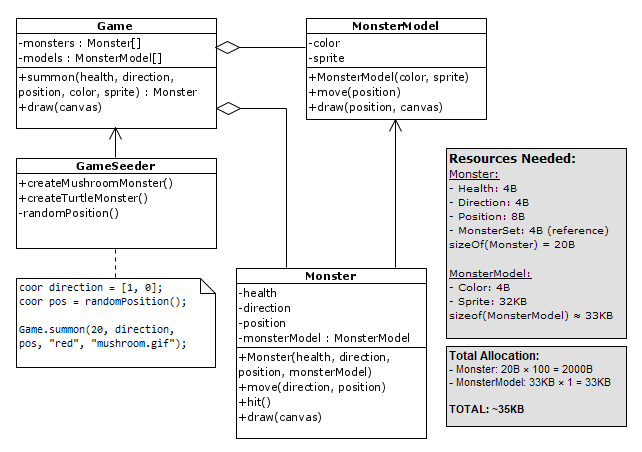 Game
-monsters : Monster[]
-models : MonsterModel[]
+summon(health, direction,
position, color, sprite) : Monster
+draw(canvas)
MonsterModel
-color
-sprite
+MonsterModel(color, sprite)
+move(position)
+draw(position, canvas)
GameSeeder
+createMushroomMonster()
+createTurtleMonster()
-randomPosition()
coor direction = [1, 0];
coor pos = randomPosition();
Game.summon(20, direction,
pos, "red", "mushroom.gif");
Monster
-health
-direction
-position
-monsterModel : MonsterModel
+Monster(health, direction,
position, monsterModel)
+move(direction, position)
+hit()
+draw(canvas)
Resources Needed:
Monster:
- Health: 4B
- Direction: 4B
- Position: 8B
- MonsterSet: 4B (reference)
sizeOf(Monster) = 20B
MonsterModel:
- Color: 4B
- Sprite: 32KB
sizeof(MonsterModel) ≈ 33KB
Total Allocation:
- Monster: 20B × 100 = 2000B
- MonsterModel: 33KB × 1 = 33KB
TOTAL: ~35KB